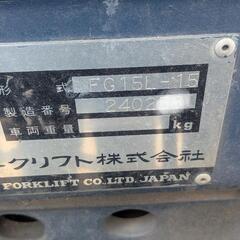 形式 FG15L-15
製造番号 2402
車両重量 kg
クリフト株式会社
FORKLIFT CO.LTD. JAPAN